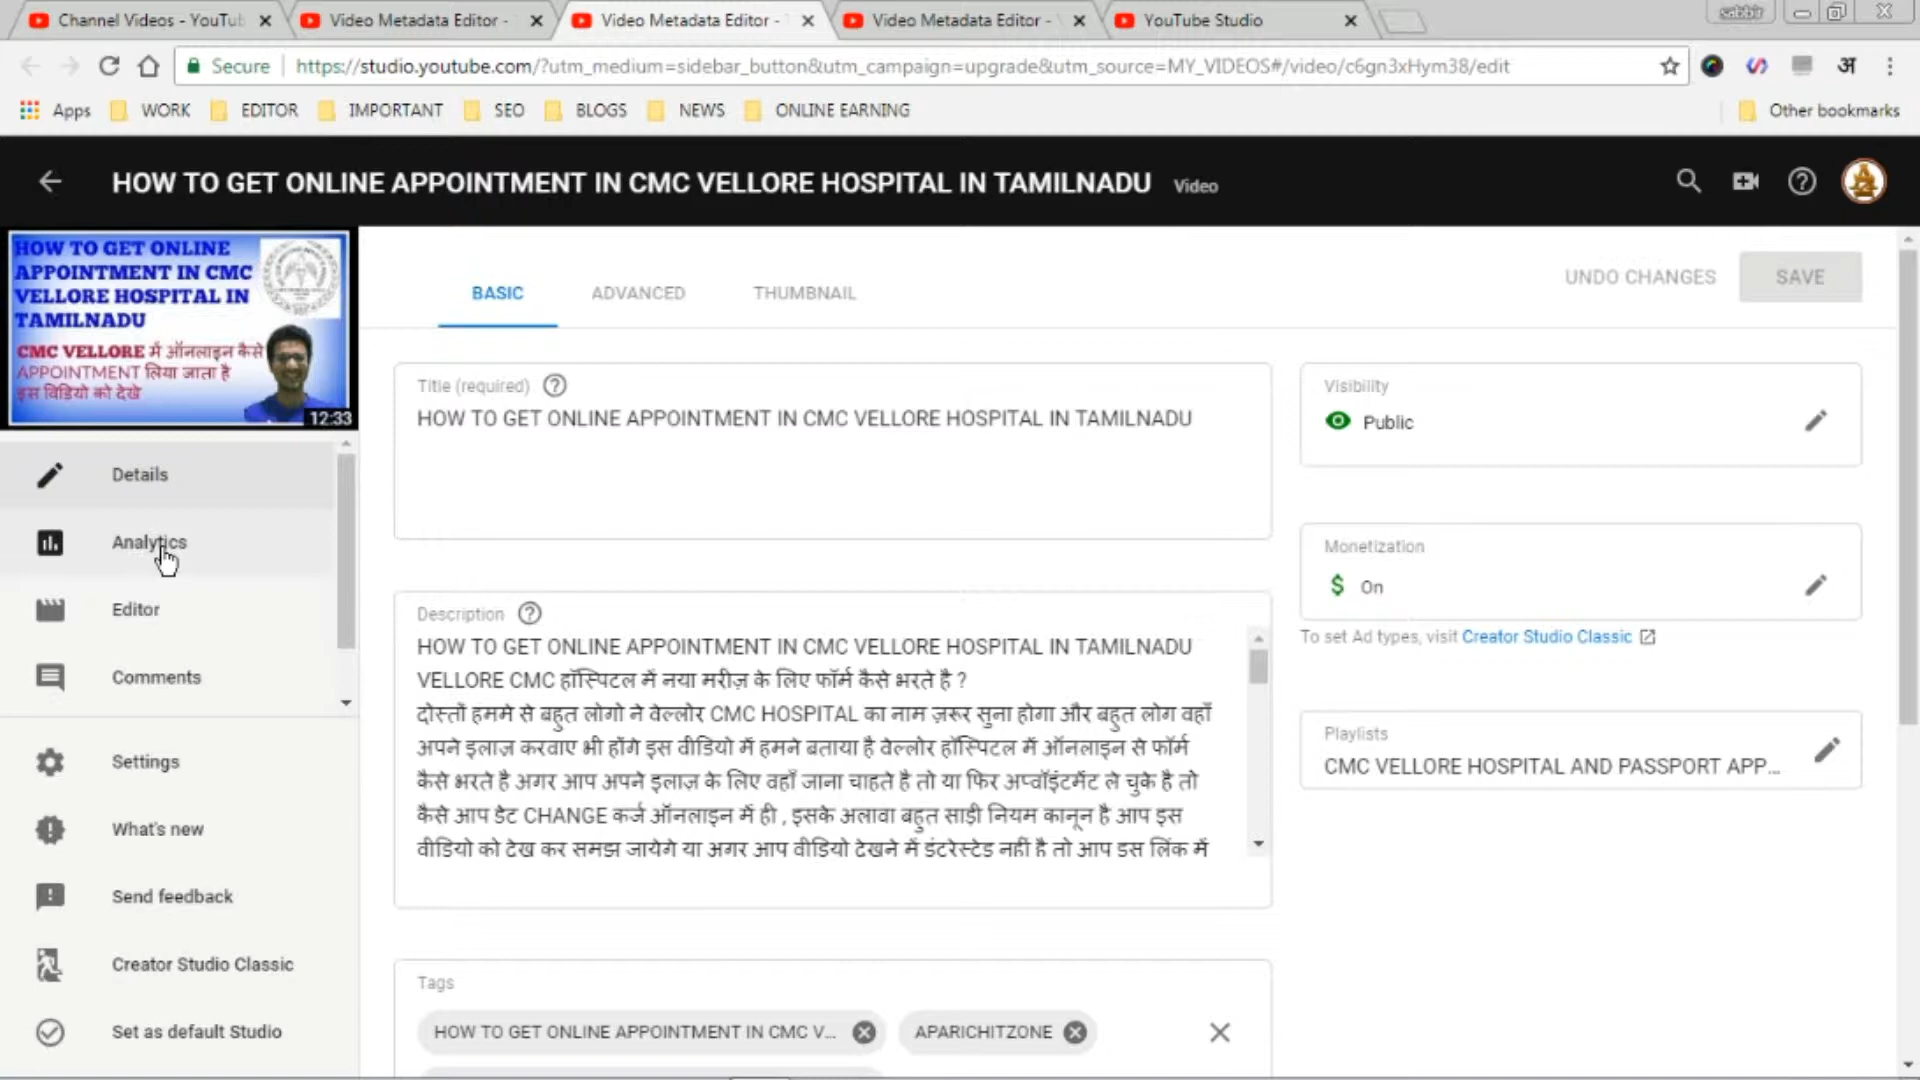 Channel Videos - YouTub
Video Metadata Editor -
Video Metadata Editor -
Video Metadata Editor -
YouTube Studio
sabbir
Secure
https://studio.youtube.com/?utm_medium=sidebar_button&utm_campaign=upgrade&utm_source=MY_VIDEOS#/video/c6gn3xHym38/edit
अ
Apps
WORK
EDITOR
IMPORTANT
SEO
BLOGS
NEWS
ONLINE EARNING
Other bookmarks
HOW TO GET ONLINE APPOINTMENT IN CMC VELLORE HOSPITAL IN TAMILNADU Video
HOW TO GET ONLINE
APPOINTMENT IN CMC
VELLORE HOSPITAL IN
TAMILNADU
CMC VELLORE में ऑनलाइन कैसे
APPOINTMENT लिया जाता है
इस विडियो को देखे
12:33
Details
Analytics
Editor
Comments
Settings
What's new
Send feedback
Creator Studio Classic
Set as default Studio
BASIC
ADVANCED
THUMBNAIL
UNDO CHANGES
SAVE
Title (required)
HOW TO GET ONLINE APPOINTMENT IN CMC VELLORE HOSPITAL IN TAMILNADU
Description
HOW TO GET ONLINE APPOINTMENT IN CMC VELLORE HOSPITAL IN TAMILNADU
VELLORE CMC हॉस्पिटल में नया मरीज़ के लिए फॉर्म कैसे भरते है ?
दोस्तों हममे से बहुत लोगो ने वेल्लोर CMC HOSPITAL का नाम ज़रूर सुना होगा और बहुत लोग वहाँ
अपने इलाज़ करवाए भी होंगे इस वीडियो में हमने बताया है वेल्लोर हॉस्पिटल में ऑनलाइन से फॉर्म
कैसे भरते है अगर आप अपने इलाज़ के लिए वहाँ जाना चाहते है तो या फिर अप्वॉइंटमेंट ले चुके है तो
कैसे आप डेट CHANGE कर्ज ऑनलाइन में ही , इसके अलावा बहुत साड़ी नियम कानून है आप इस
वीडियो को देख कर समझ जायेगे या अगर आप वीडियो देखने में इंटरेस्टेड नहीं है तो आप इस लिंक में
Tags
HOW TO GET ONLINE APPOINTMENT IN CMC V...
APARICHITZONE
Visibility
Public
Monetization
$ On
To set Ad types, visit Creator Studio Classic
Playlists
CMC VELLORE HOSPITAL AND PASSPORT APP...